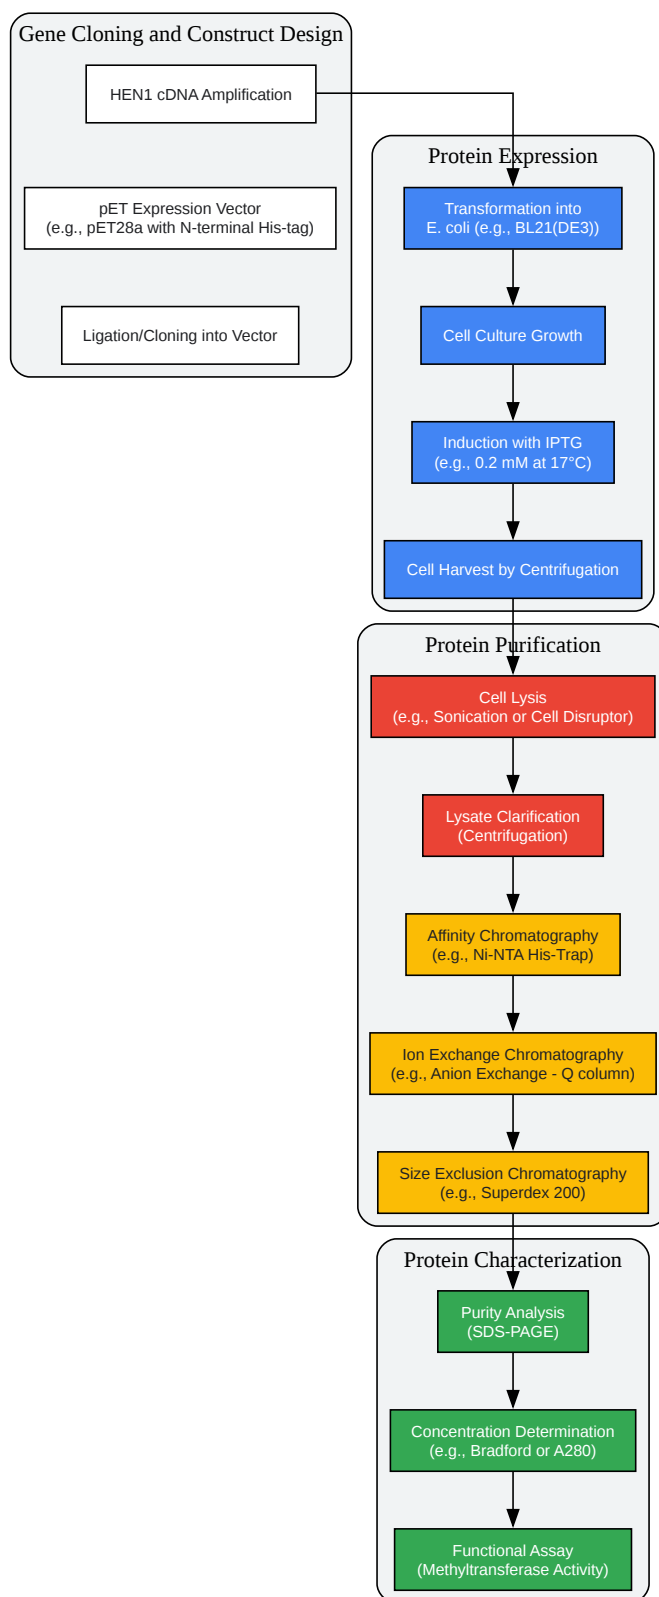 Gene Cloning and Construct Design
HEN1 cDNA Amplification
pET Expression Vector
(e.g., pET28a with N-terminal His-tag)
Ligation/Cloning into Vector
Protein Expression
Transformation into
E. coli (e.g., BL21(DE3))
Cell Culture Growth
Induction with IPTG
(e.g., 0.2 mM at 17°C)
Cell Harvest by Centrifugation
Protein Purification
Cell Lysis
(e.g., Sonication or Cell Disruptor)
Lysate Clarification
(Centrifugation)
Affinity Chromatography
(e.g., Ni-NTA His-Trap)
Ion Exchange Chromatography
(e.g., Anion Exchange - Q column)
Size Exclusion Chromatography
(e.g., Superdex 200)
Protein Characterization
Purity Analysis
(SDS-PAGE)
Concentration Determination
(e.g., Bradford or A280)
Functional Assay
(Methyltransferase Activity)